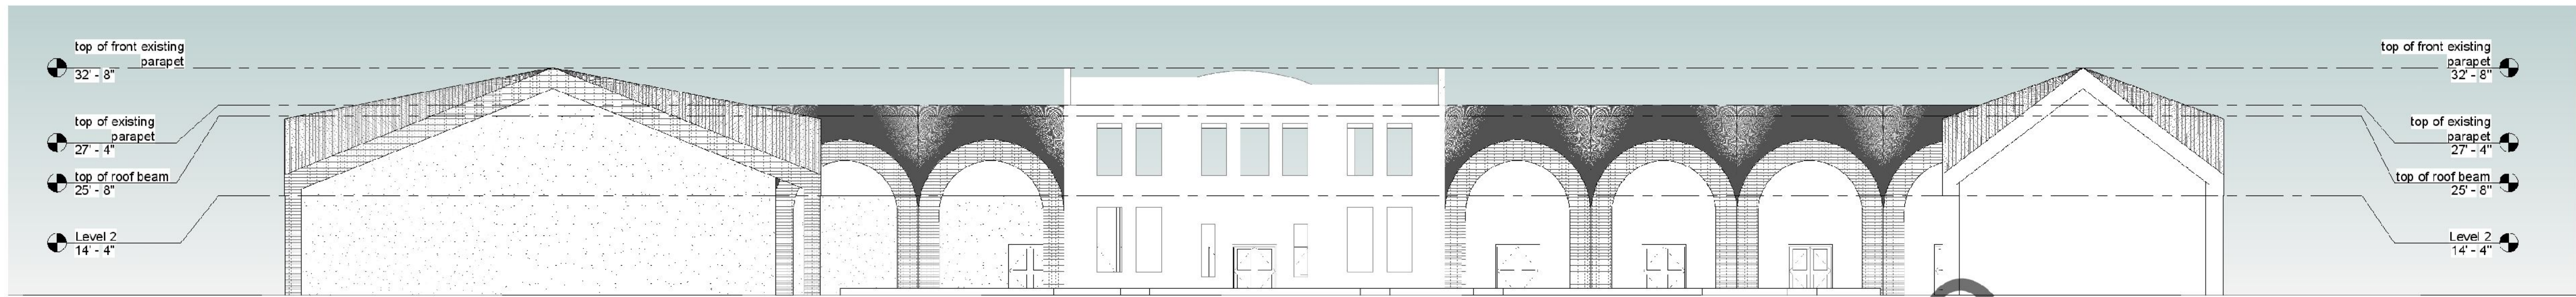 top of front existing
parapet
32' - 8"
top of existing
parapet
27' - 4"
top of roof beam
25' - 8"
Level 2
14' - 4"
top of front existing
parapet
32' - 8"
top of existing
parapet
27' - 4"
top of roof beam
25' - 8"
Level 2
14' - 4"